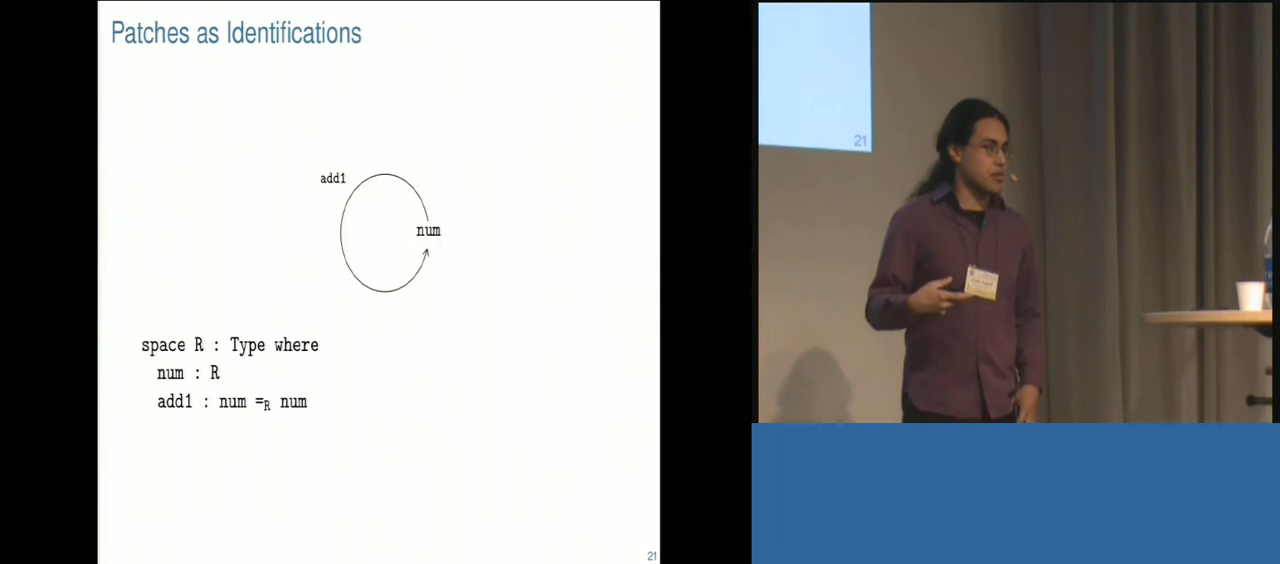 Patches as Identifications
add1
num
space R : Type where
num : R
add1 : num =R num
21
21